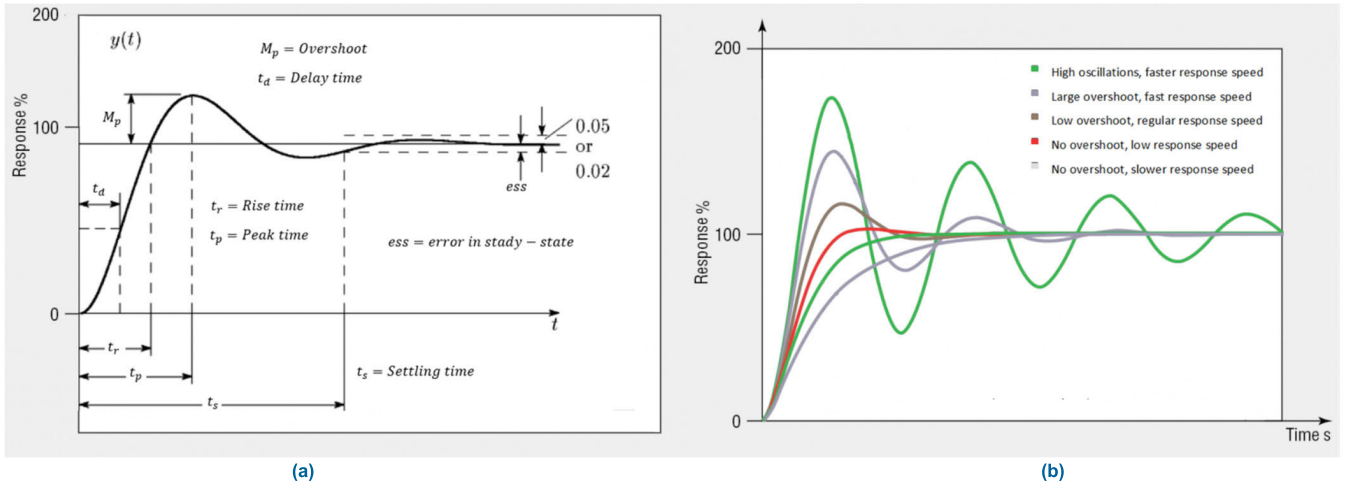 200
y(t)
M_p = Overshoot
t_d = Delay time
M_p
100
Response %
0.05
or
0.02
t_d
ess
t_r = Rise time
t_p = Peak time
ess = error in stady − state
0
t
t_r
t_p
t_s = Settling time
t_s
(a)
200
High oscillations, faster response speed
Large overshoot, fast response speed
Low overshoot, regular response speed
No overshoot, low response speed
No overshoot, slower response speed
Response %
100
0
Time s
(b)